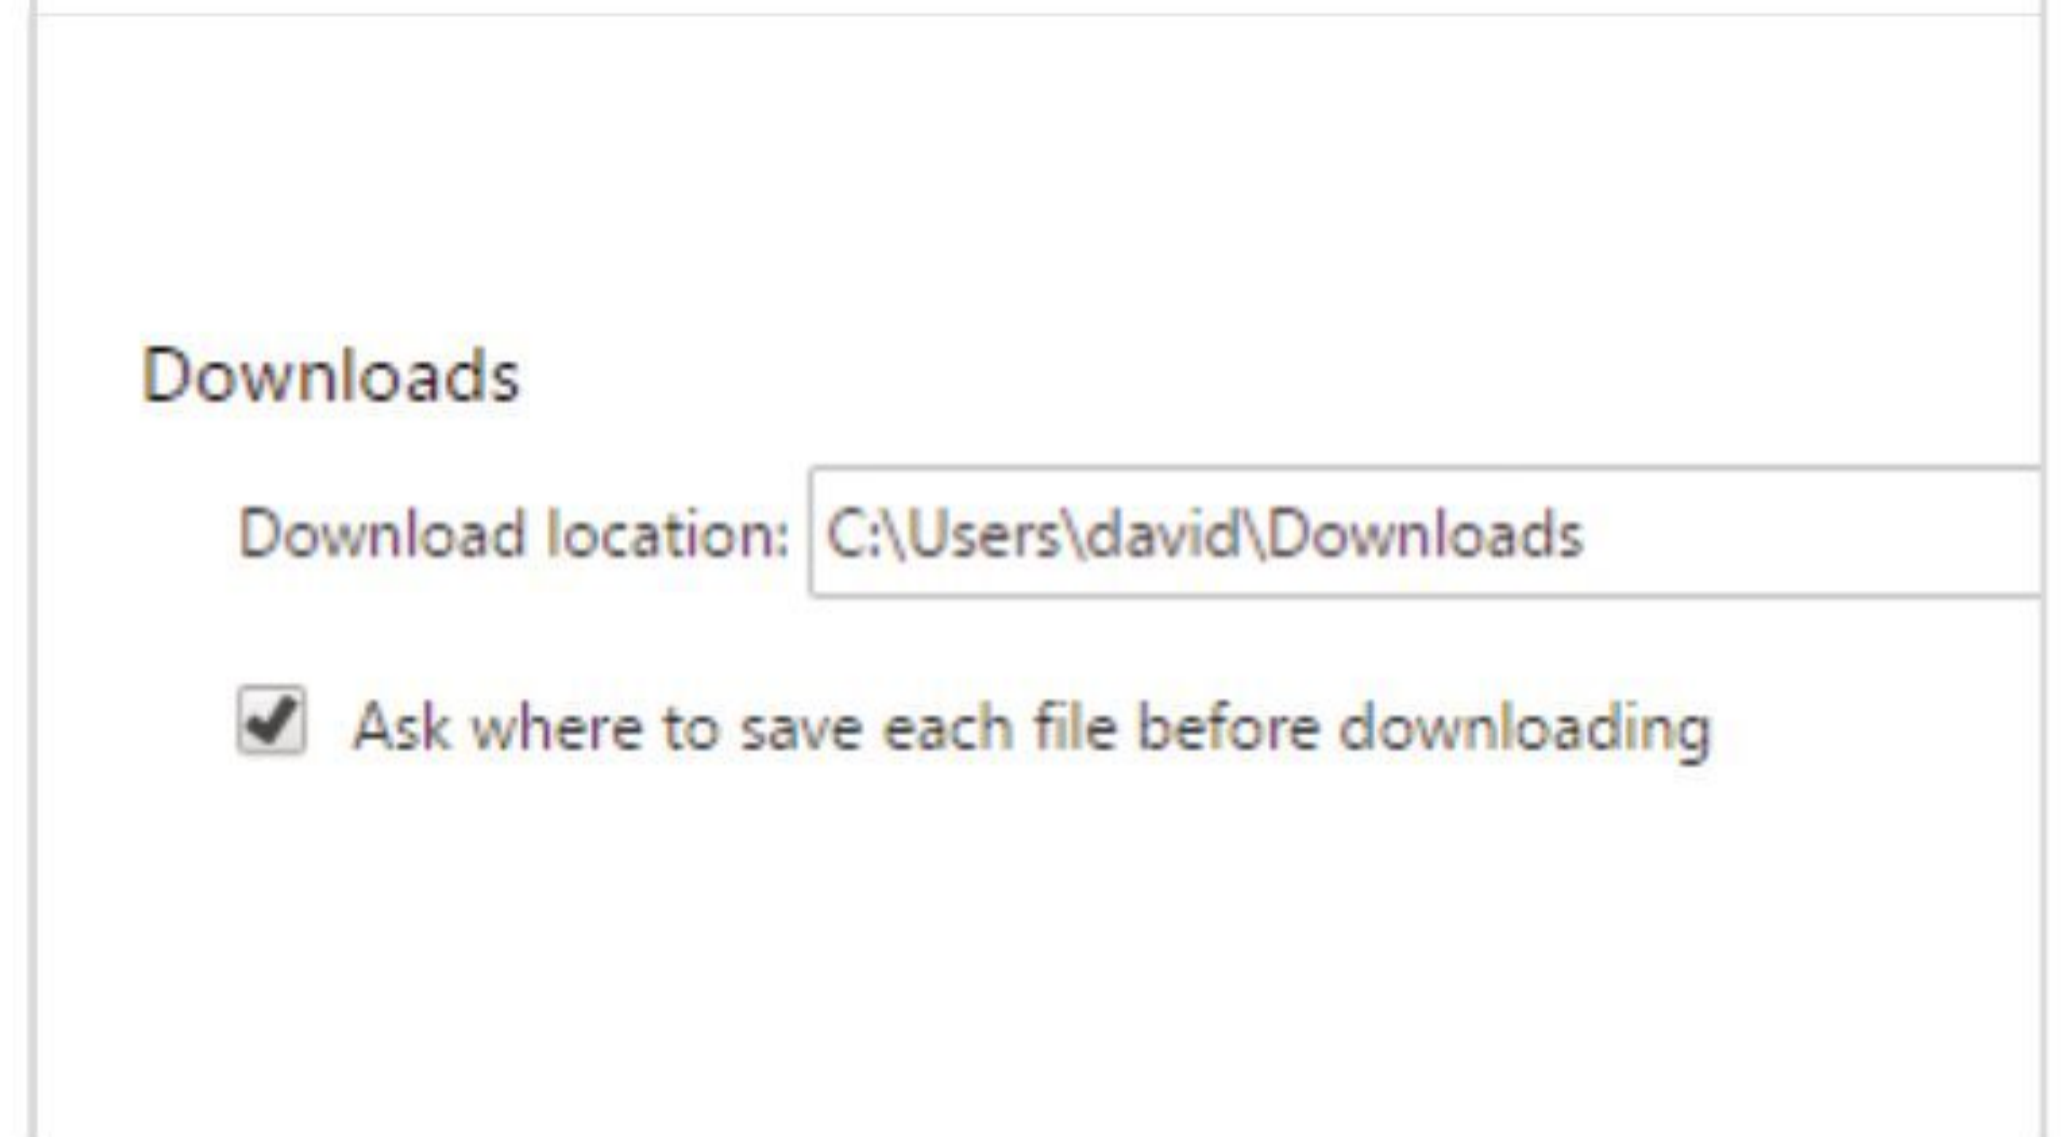 Downloads
Download location: C:\Users\david\Downloads
Ask where to save each file before downloading